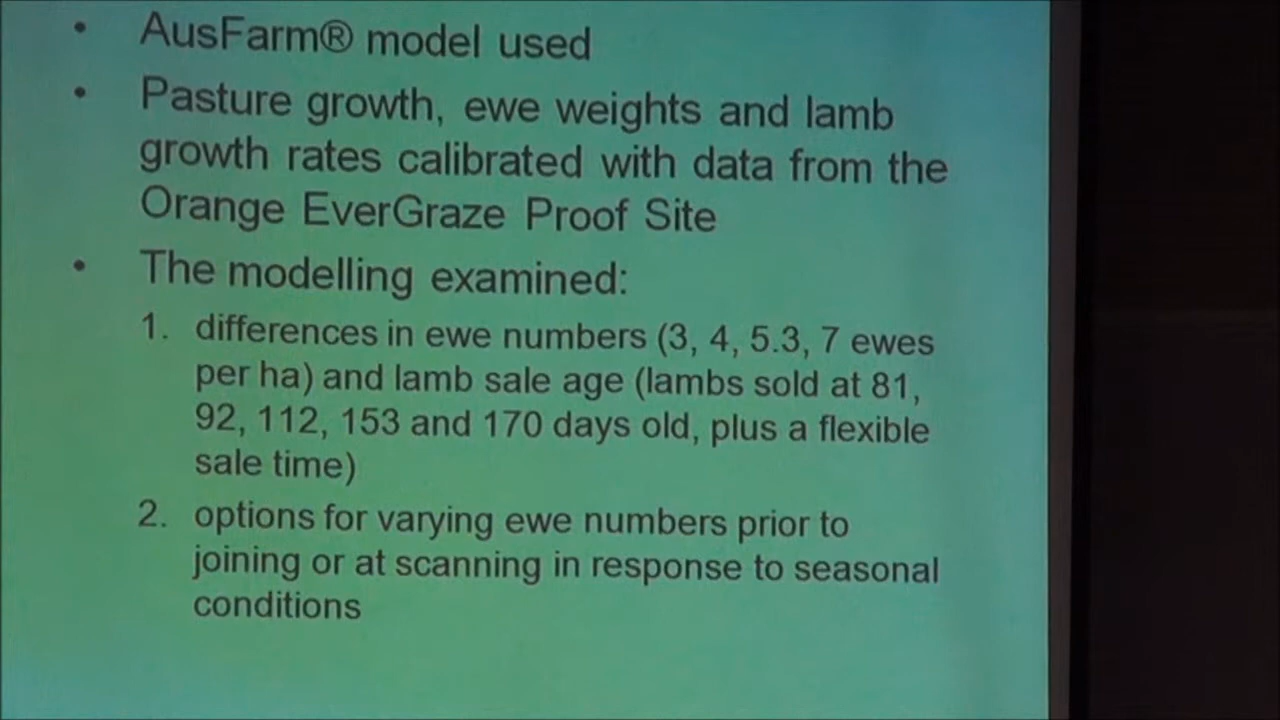 • AusFarm® model used
• Pasture growth, ewe weights and lamb
growth rates calibrated with data from the
Orange EverGraze Proof Site
• The modelling examined:
1. differences in ewe numbers (3, 4, 5.3, 7 ewes
per ha) and lamb sale age (lambs sold at 81,
92, 112, 153 and 170 days old, plus a flexible
sale time)
2. options for varying ewe numbers prior to
joining or at scanning in response to seasonal
conditions